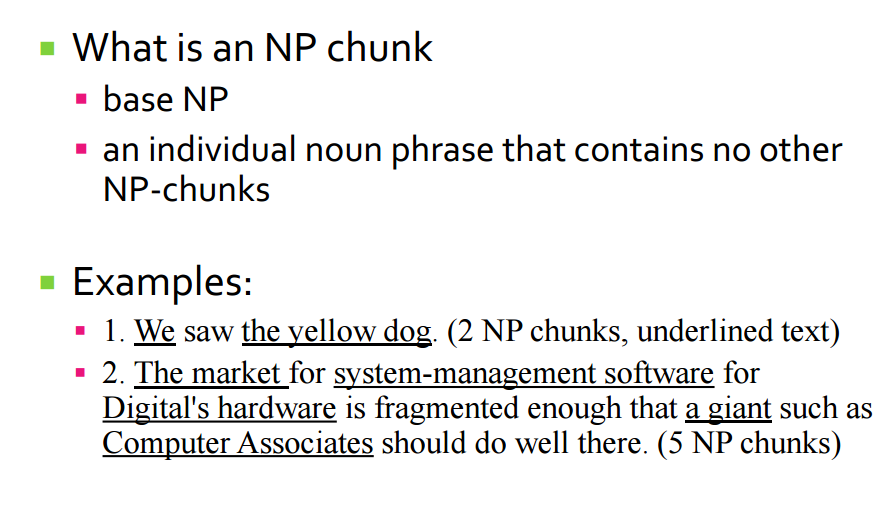 What is an NP chunk
base NP
an individual noun phrase that contains no other
NP-chunks
Examples:
1. We saw the yellow dog. (2 NP chunks, underlined text)
2. The market for system-management software for
Digital's hardware is fragmented enough that a giant such as
Computer Associates should do well there. (5 NP chunks)